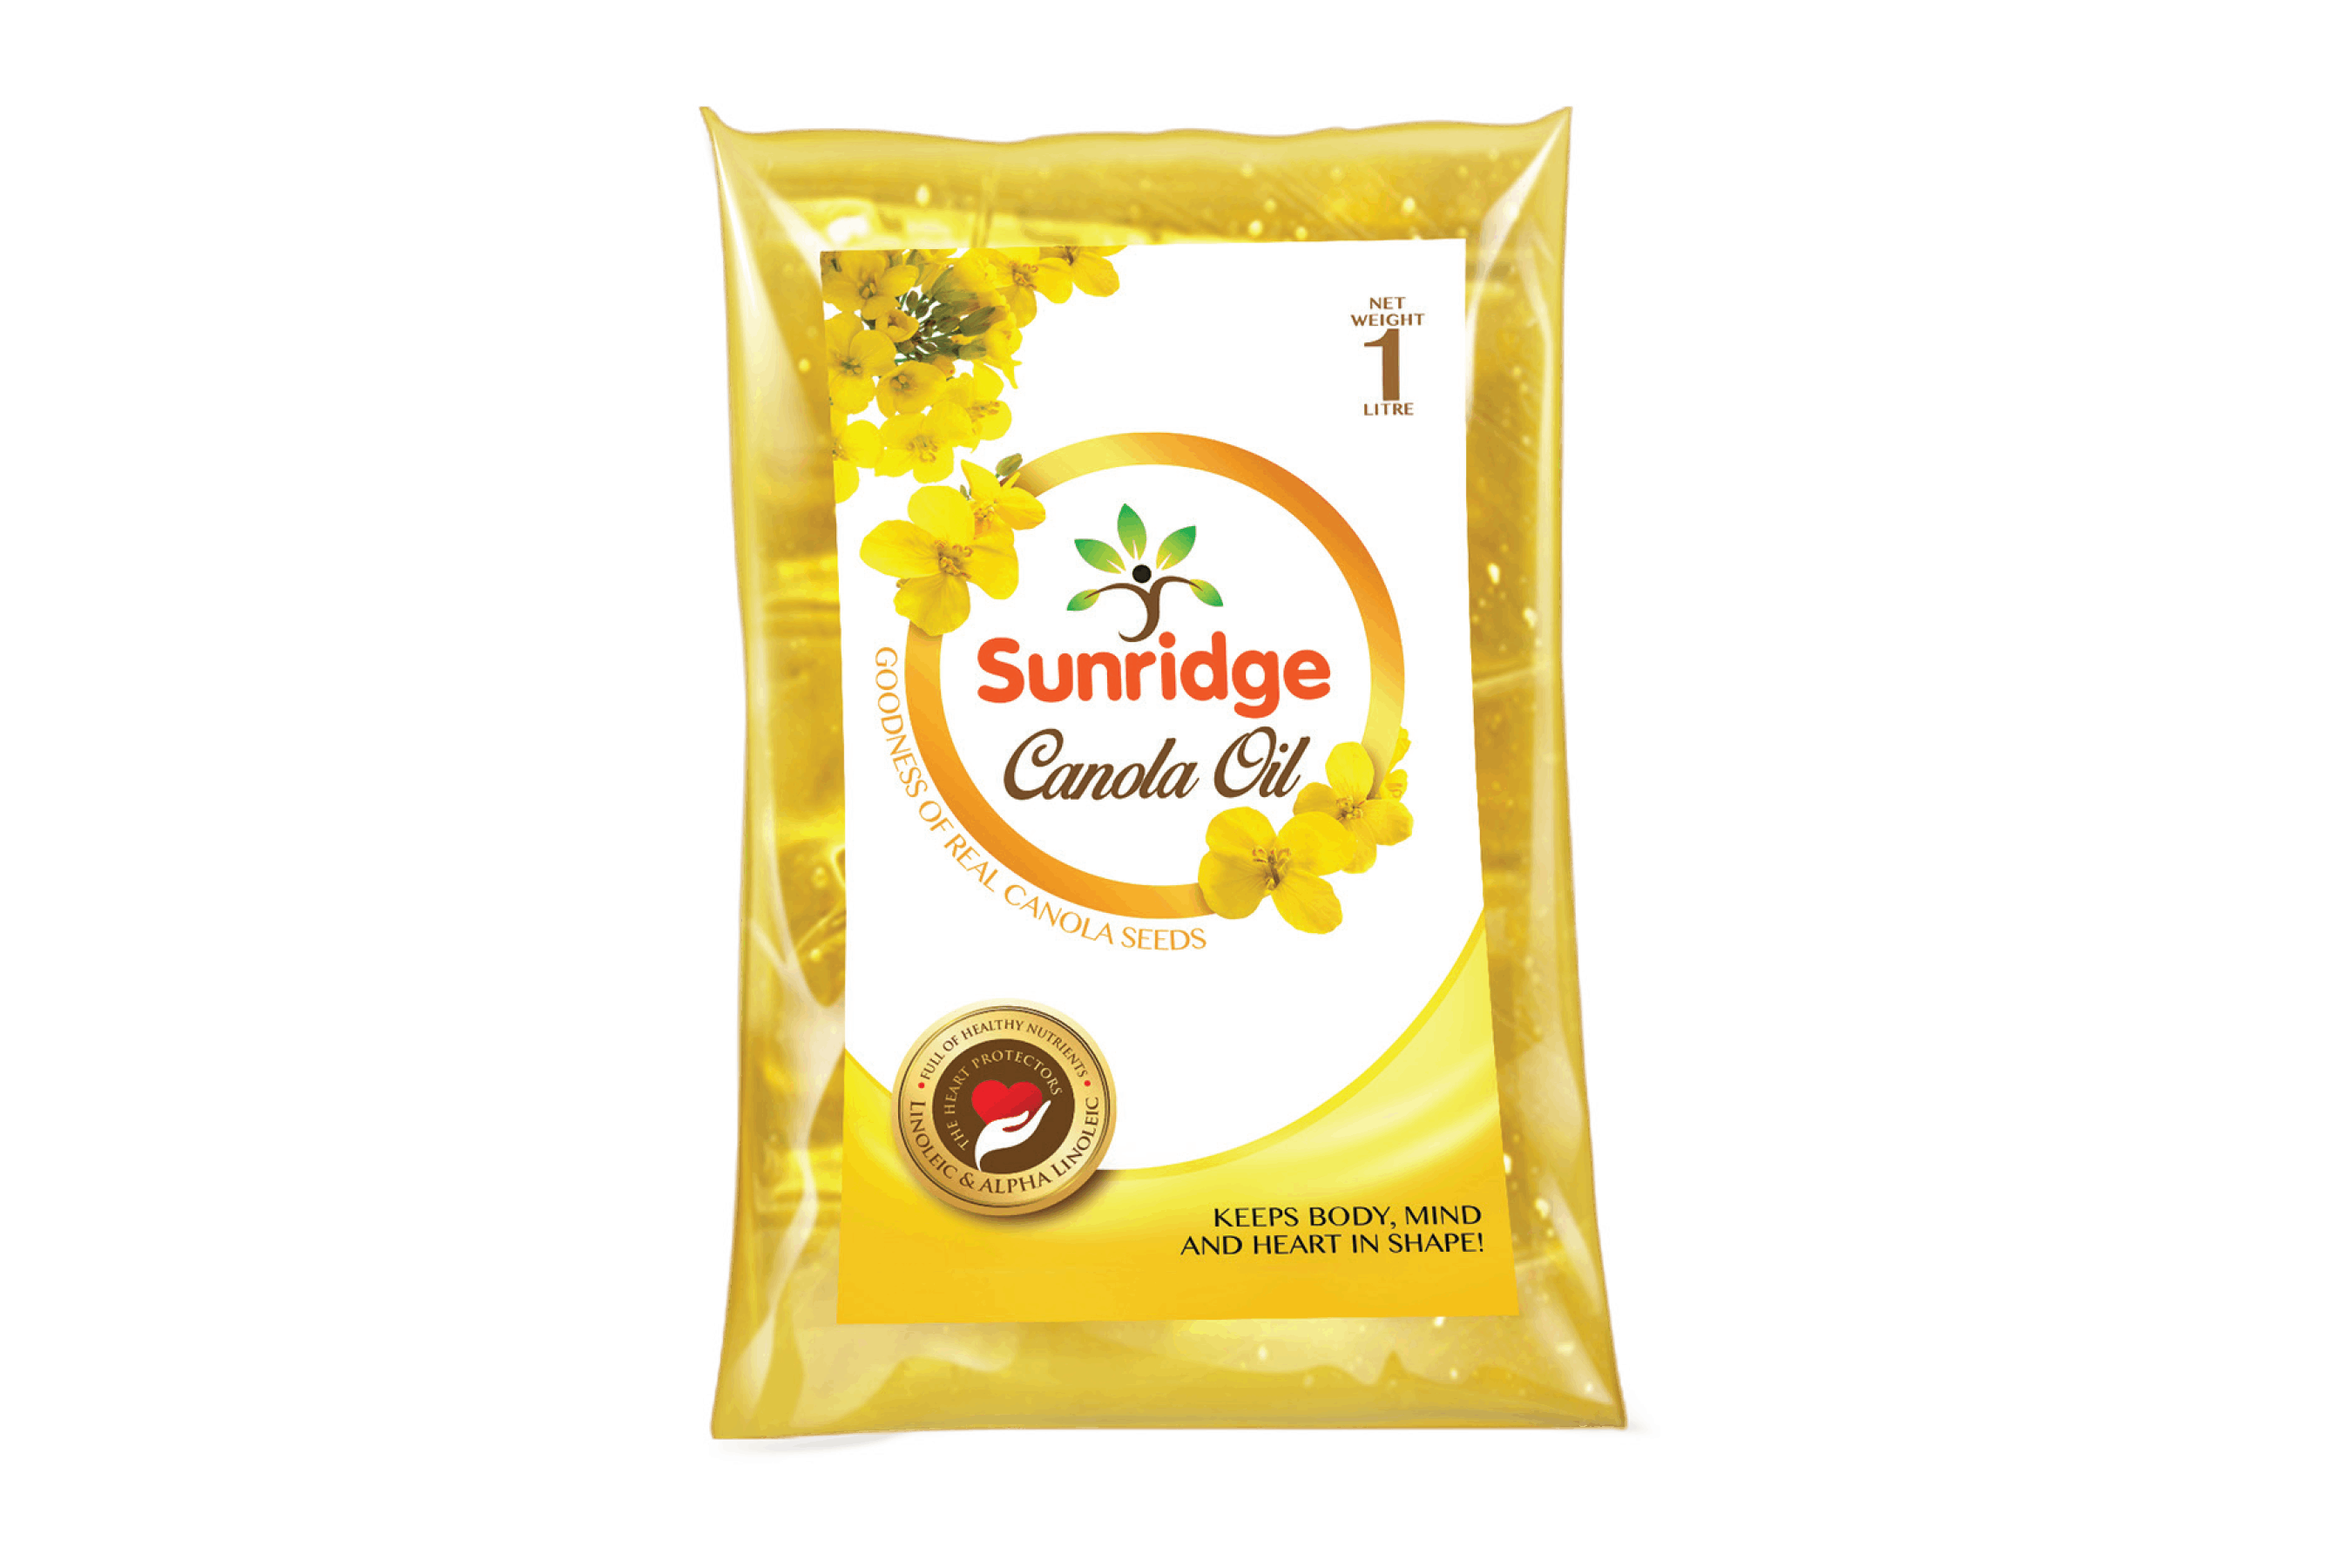 NET
WEIGHT
1
LITRE
Sunridge
Canola Oil
GOODNESS OF REAL CANOLA SEEDS
• FULL OF HEALTHY NUTRIENTS •
THE HEART PROTECTORS
LINOLEIC & ALPHA LINOLEIC
KEEPS BODY, MIND
AND HEART IN SHAPE!